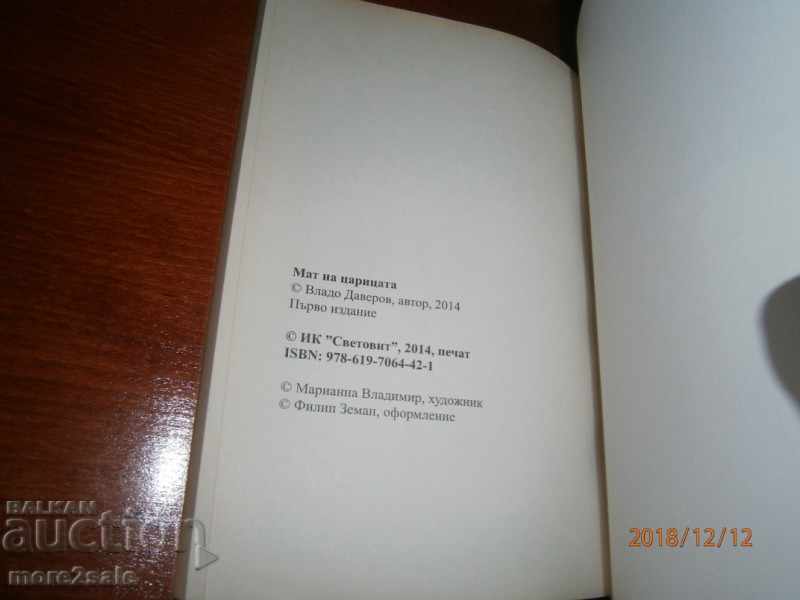 Мат на царицата
© Владо Даверов, автор, 2014
Първо издание
© ИК "Световит", 2014, печат
ISBN: 978-619-7064-42-1
© Марианна Владимир, художник
© Филип Земан, оформление
BALKAN
auction
more2sale
2018/12/12